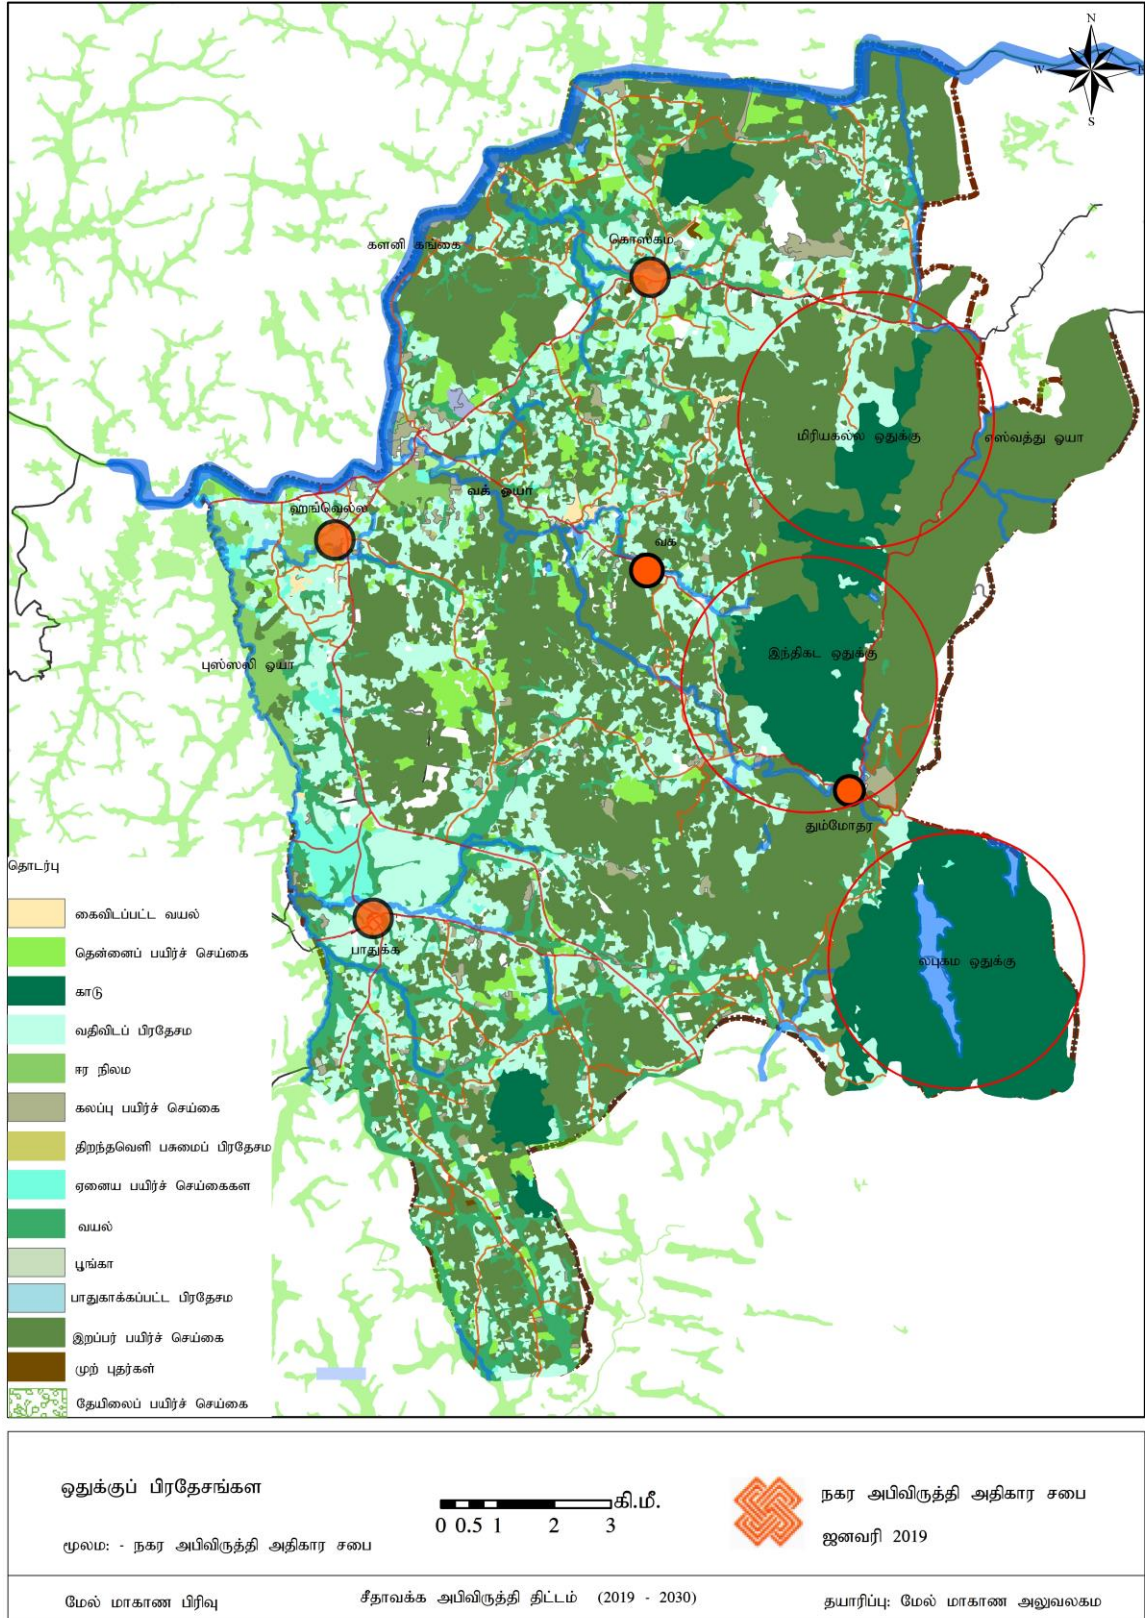 N
W
E
S
களனி கங்கை
கொஸ்கம
மிரியகல்ல ஒதுக்கு
எஸ்வத்து ஓயா
வக் ஓயா
ஹங்வெல்ல
வக
இந்திகட ஒதுக்கு
புஸ்ஸலி ஓயா
தும்மோதர
பாதுக்க
லபுகம ஒதுக்கு
தொடர்பு
கைவிடப்பட்ட வயல்
தென்னைப் பயிர்ச் செய்கை
காடு
வதிவிடப் பிரதேசம
ஈர நிலம
கலப்பு பயிர்ச் செய்கை
திறந்தவெளி பசுமைப் பிரதேசம
ஏனைய பயிர்ச் செய்கைகள
வயல்
பூங்கா
பாதுகாக்கப்பட்ட பிரதேசம
இறப்பர் பயிர்ச் செய்கை
முற் புதர்கள்
தேயிலைப் பயிர்ச் செய்கை
ஒதுக்குப் பிரதேசங்கள
மூலம: - நகர அபிவிருத்தி அதிகார சபை
கி.மீ.
0 0.5 1 2 3
நகர அபிவிருத்தி அதிகார சபை
ஜனவரி 2019
மேல் மாகாண பிரிவு
சீதாவக்க அபிவிருத்தி திட்டம் (2019 - 2030)
தயாரிப்பு: மேல் மாகாண அலுவலகம